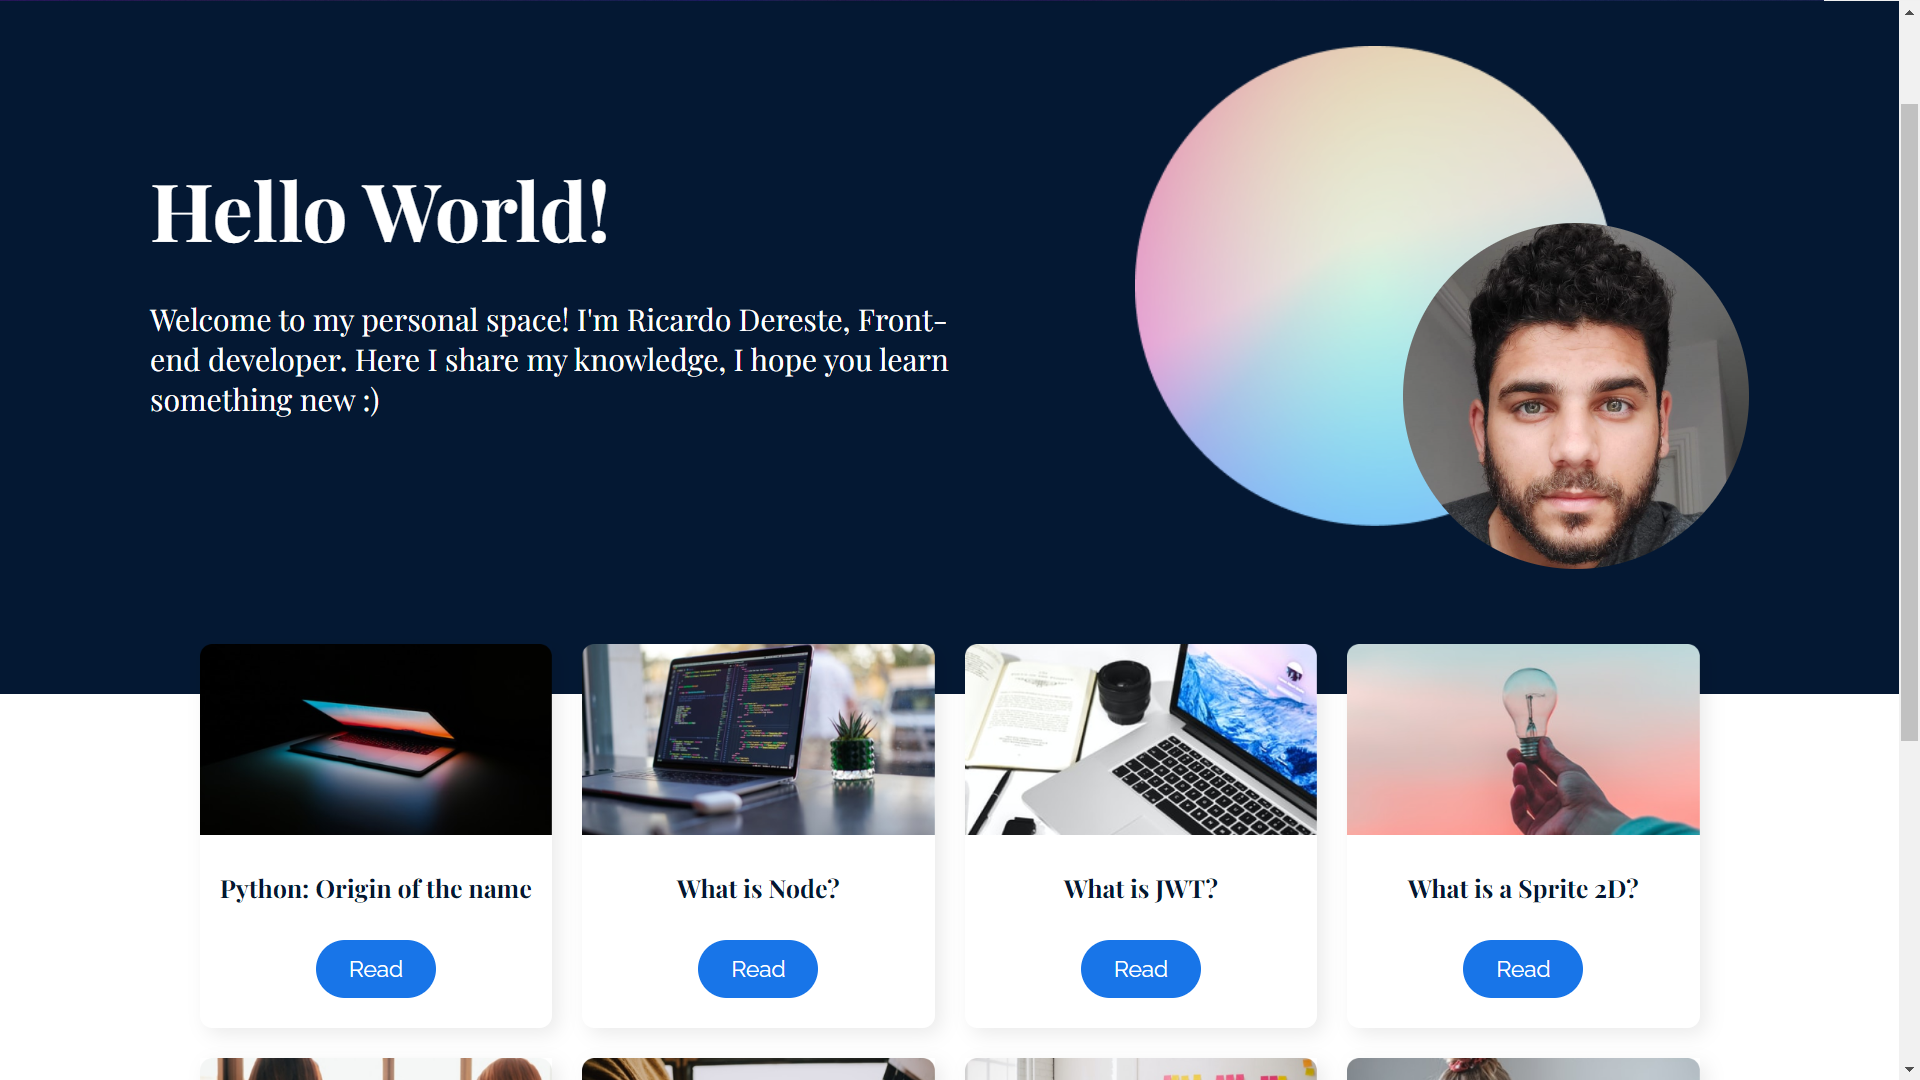 Hello World!
Welcome to my personal space! I'm Ricardo Dereste, Front-
end developer. Here I share my knowledge, I hope you learn
something new :)
Python: Origin of the name
What is Node?
What is JWT?
What is a Sprite 2D?
Read
Read
Read
Read